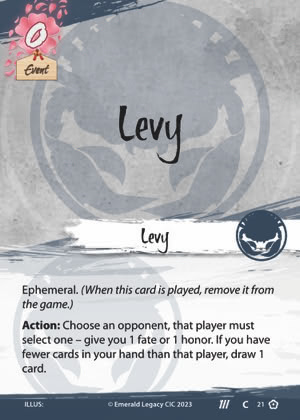 0
Event
Levy
Levy
Ephemeral. (When this card is played, remove it from
the game.)
Action: Choose an opponent, that player must
select one – give you 1 fate or 1 honor. If you have
fewer cards in your hand than that player, draw 1
card.
ILLUS: © Emerald Legacy CIC 2023 C 21